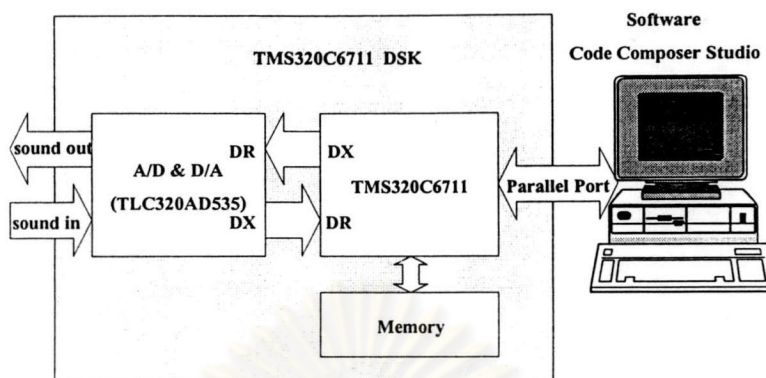 Software
Code Composer Studio
TMS320C6711 DSK
sound out
sound in
A/D & D/A
(TLC320AD535)
DR
DX
DX
DR
TMS320C6711
Parallel Port
Memory